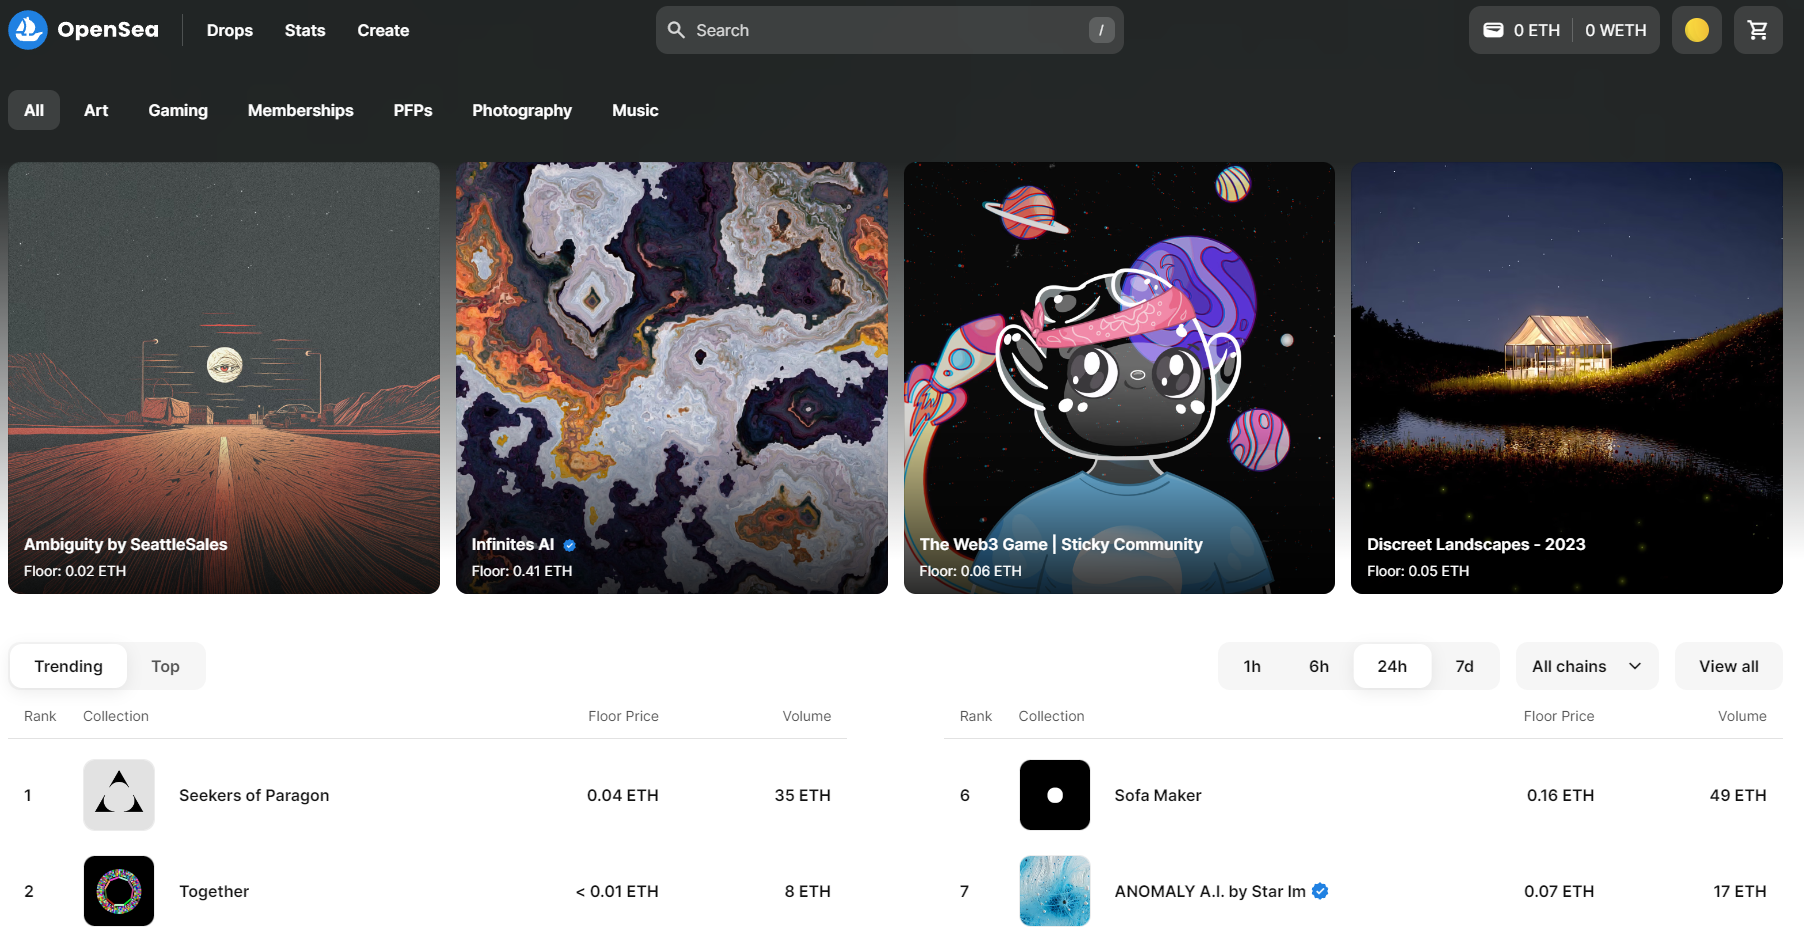 OpenSea
Drops
Stats
Create
Search
/
0 ETH
0 WETH
All
Art
Gaming
Memberships
PFPs
Photography
Music
Ambiguity by SeattleSales
Floor: 0.02 ETH
Infinites AI
Floor: 0.41 ETH
The Web3 Game | Sticky Community
Floor: 0.06 ETH
Discreet Landscapes - 2023
Floor: 0.05 ETH
Trending
Top
1h
6h
24h
7d
All chains
View all
Rank Collection Floor Price Volume
1 Seekers of Paragon 0.04 ETH 35 ETH
2 Together < 0.01 ETH 8 ETH
Rank Collection Floor Price Volume
6 Sofa Maker 0.16 ETH 49 ETH
7 ANOMALY A.I. by Star Im 0.07 ETH 17 ETH